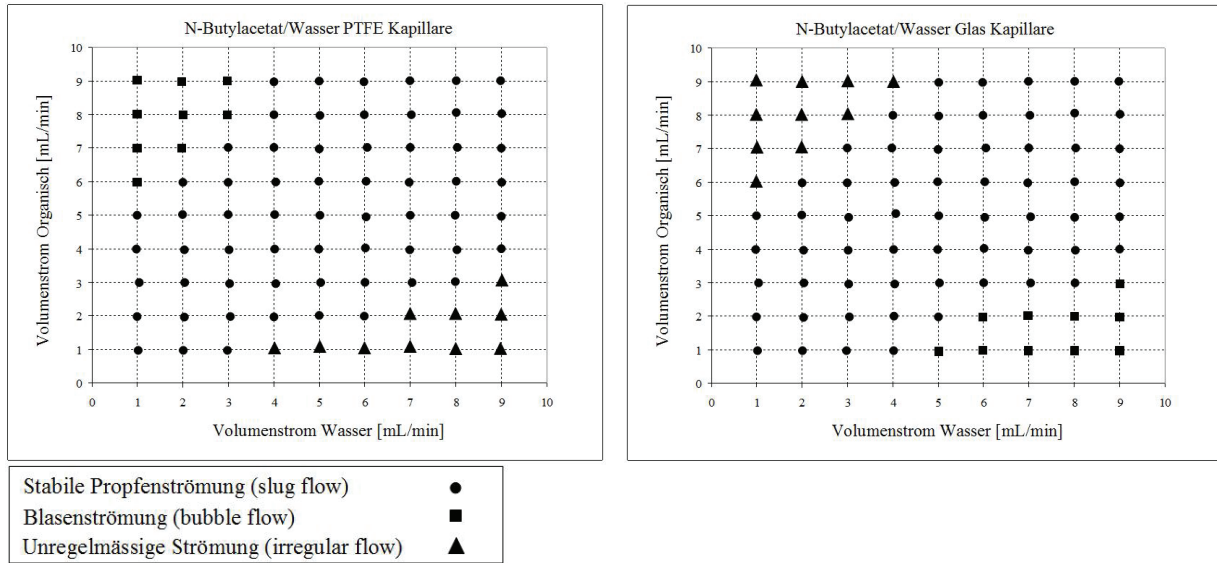 N-Butylacetat/Wasser PTFE Kapillare
Volumenstrom Organisch [mL/min]
10
9
8
7
6
5
4
3
2
1
0
0 1 2 3 4 5 6 7 8 9 10
Volumenstrom Wasser [mL/min]
N-Butylacetat/Wasser Glas Kapillare
Volumenstrom Organisch [mL/min]
10
9
8
7
6
5
4
3
2
1
0
0 1 2 3 4 5 6 7 8 9 10
Volumenstrom Wasser [mL/min]
Stabile Propfenströmung (slug flow)
Blasenströmung (bubble flow)
Unregelmässige Strömung (irregular flow)